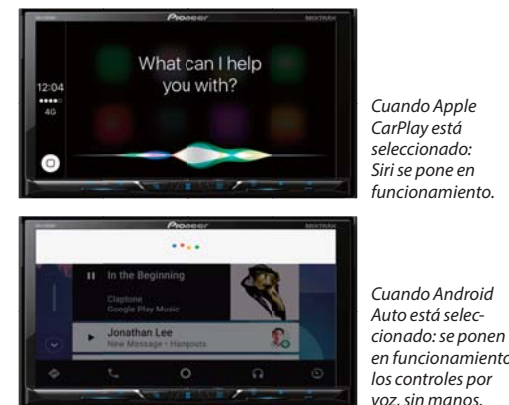 Pioneer
MIXTRAX
What can I help
you with?
12:04
4G
Cuando Apple
CarPlay está
seleccionado:
Siri se pone en
funcionamiento.
Pioneer
MIXTRAX
In the Beginning
Claptone
Google Play Music
Jonathan Lee
New Message • Hangouts
Cuando Android
Auto está selec-
cionado: se ponen
en funcionamiento
los controles por
voz, sin manos.